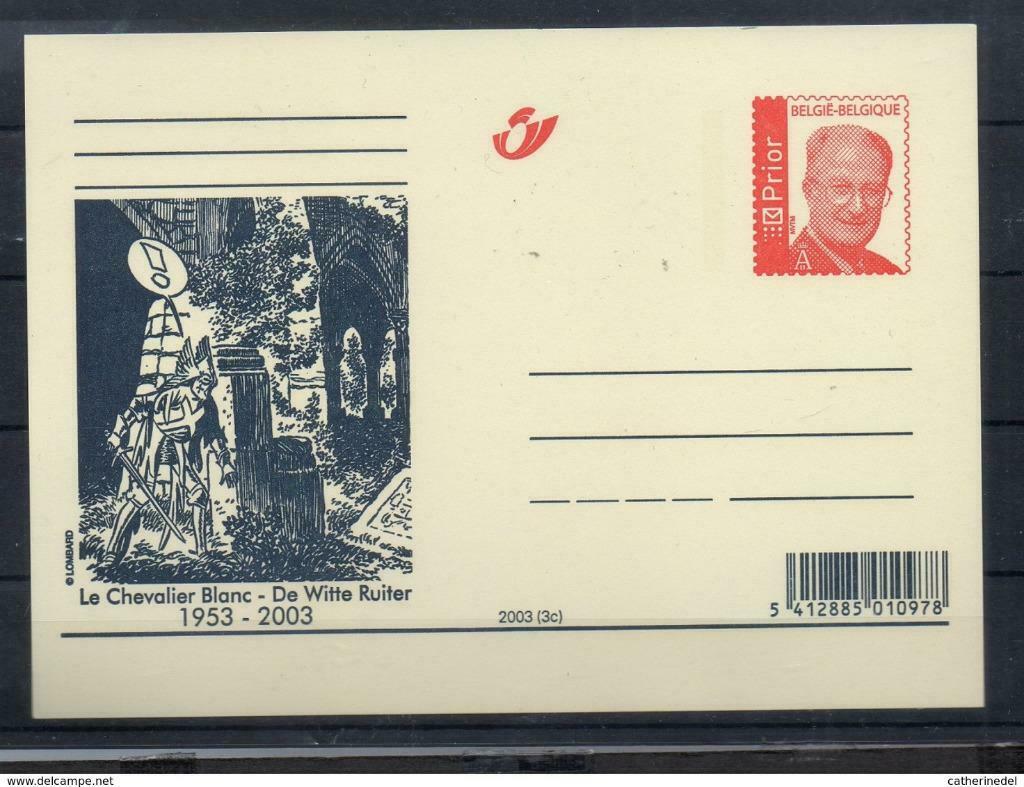 BELGIË-BELGIQUE
Prior
MVTM
A
!
© LOMBARD
Le Chevalier Blanc - De Witte Ruiter
1953 - 2003
2003 (3c)
5 412885 010978
www.delcampe.net
catherinedel